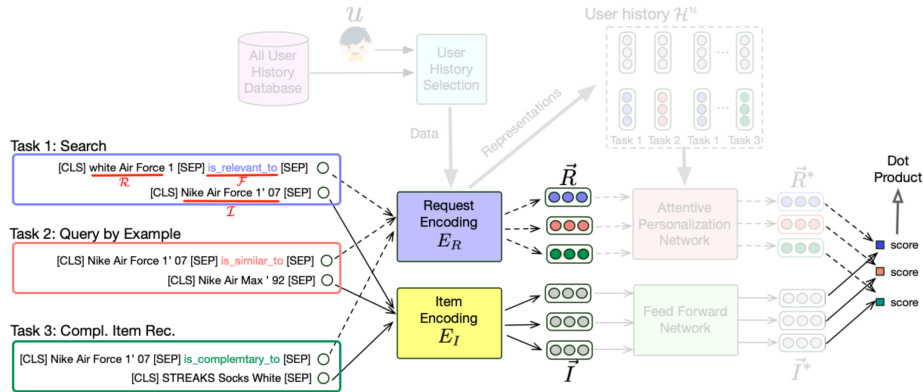 All User
History
Database
u
User
History
Selection
User history H^u
Data
Representations
Task 1 Task 2 Task 1 Task 3
Task 1: Search
[CLS] white Air Force 1 [SEP] is_relevant_to [SEP]
R F
[CLS] Nike Air Force 1' 07 [SEP]
I
Task 2: Query by Example
[CLS] Nike Air Force 1' 07 [SEP] is_similar_to [SEP]
[CLS] Nike Air Max ' 92 [SEP]
Task 3: Compl. Item Rec.
[CLS] Nike Air Force 1' 07 [SEP] is_complemtary_to [SEP]
[CLS] STREAKS Socks White [SEP]
Request
Encoding
E_R
Item
Encoding
E_I
R⃗
I⃗
Attentive
Personalization
Network
Feed Forward
Network
R⃗*
I⃗*
Dot
Product
score
score
score